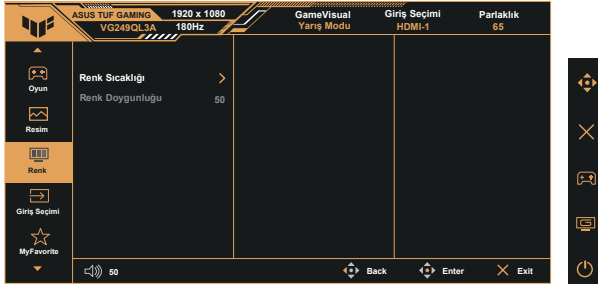 ASUS TUF GAMING 1920 x 1080 GameVisual Giriş Seçimi Parlaklık
VG249QL3A 180Hz Yarış Modu HDMI-1 65
Oyun
Resim
Renk
Giriş Seçimi
MyFavorite
Renk Sıcaklığı
Renk Doygunluğu 50
50 Back Enter Exit